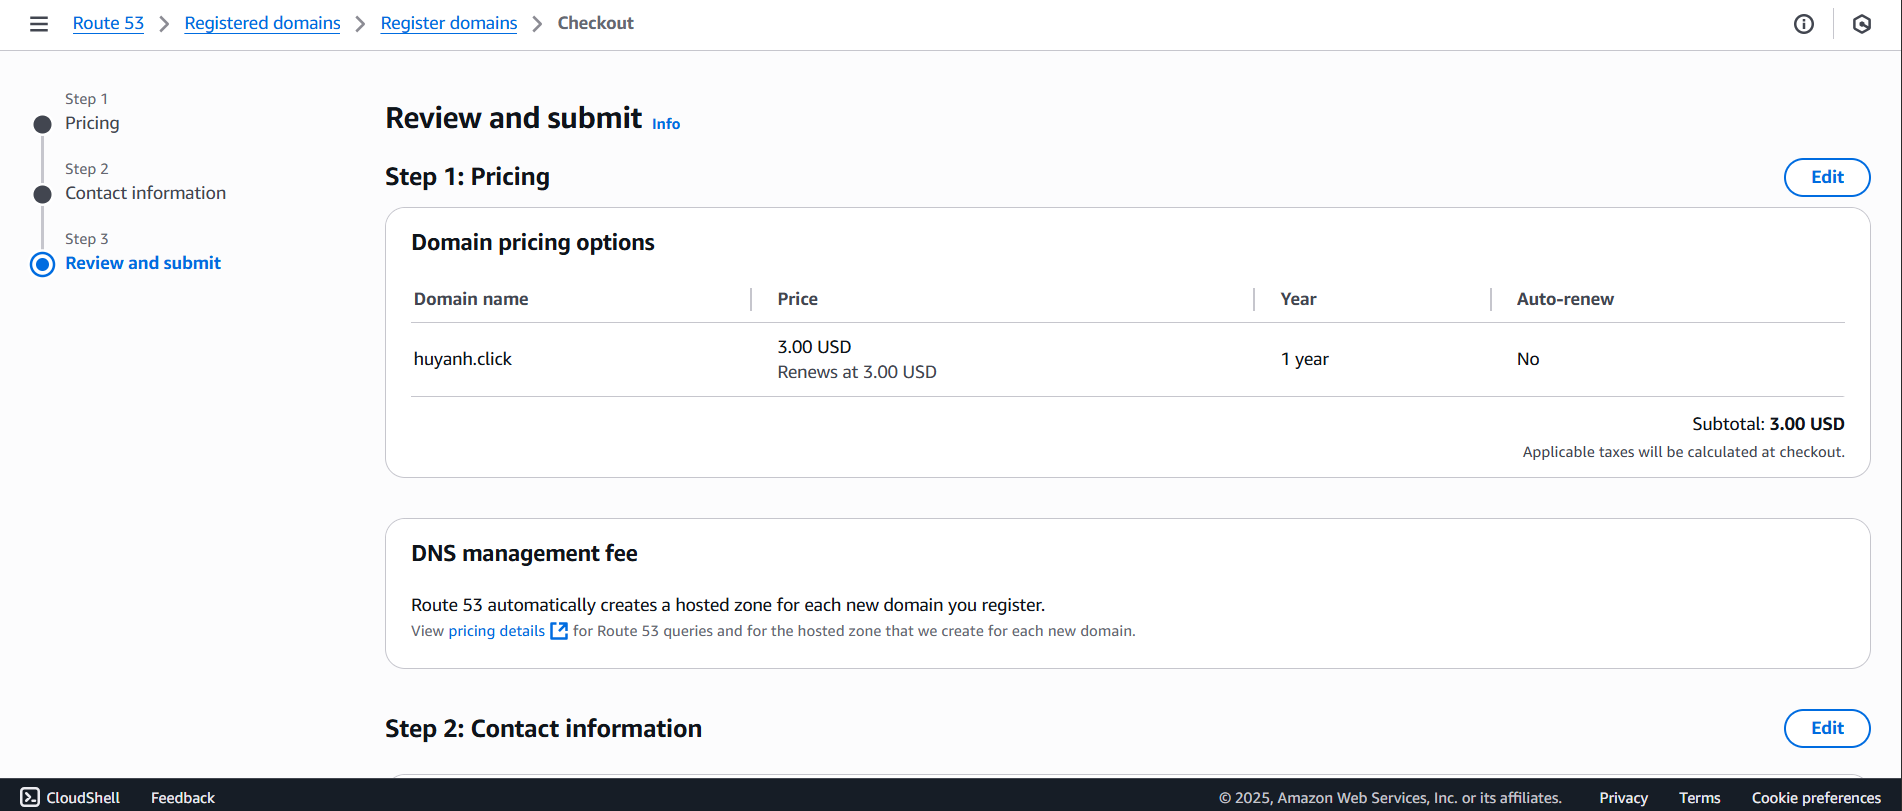 Route 53 Registered domains Register domains Checkout
Step 1
Pricing
Step 2
Contact information
Step 3
Review and submit
Review and submit Info
Step 1: Pricing Edit
Domain pricing options
Domain name Price Year Auto-renew
huyanh.click 3.00 USD 1 year No
Renews at 3.00 USD
Subtotal: 3.00 USD
Applicable taxes will be calculated at checkout.
DNS management fee
Route 53 automatically creates a hosted zone for each new domain you register.
View pricing details for Route 53 queries and for the hosted zone that we create for each new domain.
Step 2: Contact information Edit
CloudShell Feedback © 2025, Amazon Web Services, Inc. or its affiliates. Privacy Terms Cookie preferences